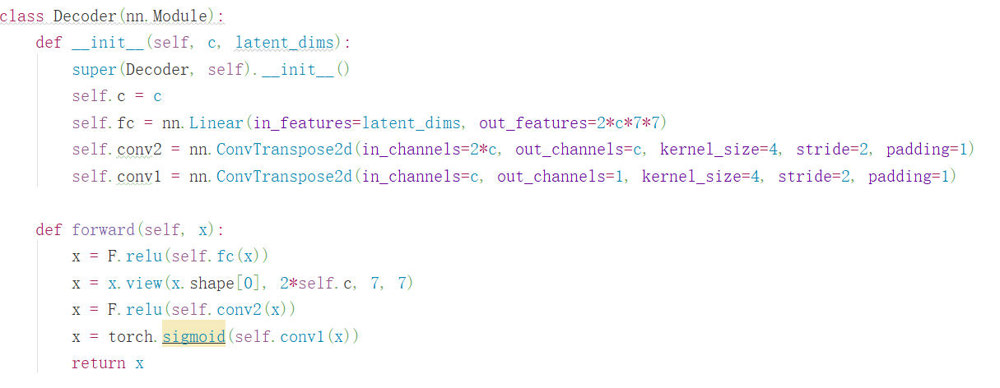 class Decoder(nn.Module):
    def __init__(self, c, latent_dims):
        super(Decoder, self).__init__()
        self.c = c
        self.fc = nn.Linear(in_features=latent_dims, out_features=2*c*7*7)
        self.conv2 = nn.ConvTranspose2d(in_channels=2*c, out_channels=c, kernel_size=4, stride=2, padding=1)
        self.conv1 = nn.ConvTranspose2d(in_channels=c, out_channels=1, kernel_size=4, stride=2, padding=1)

    def forward(self, x):
        x = F.relu(self.fc(x))
        x = x.view(x.shape[0], 2*self.c, 7, 7)
        x = F.relu(self.conv2(x))
        x = torch.sigmoid(self.conv1(x))
        return x